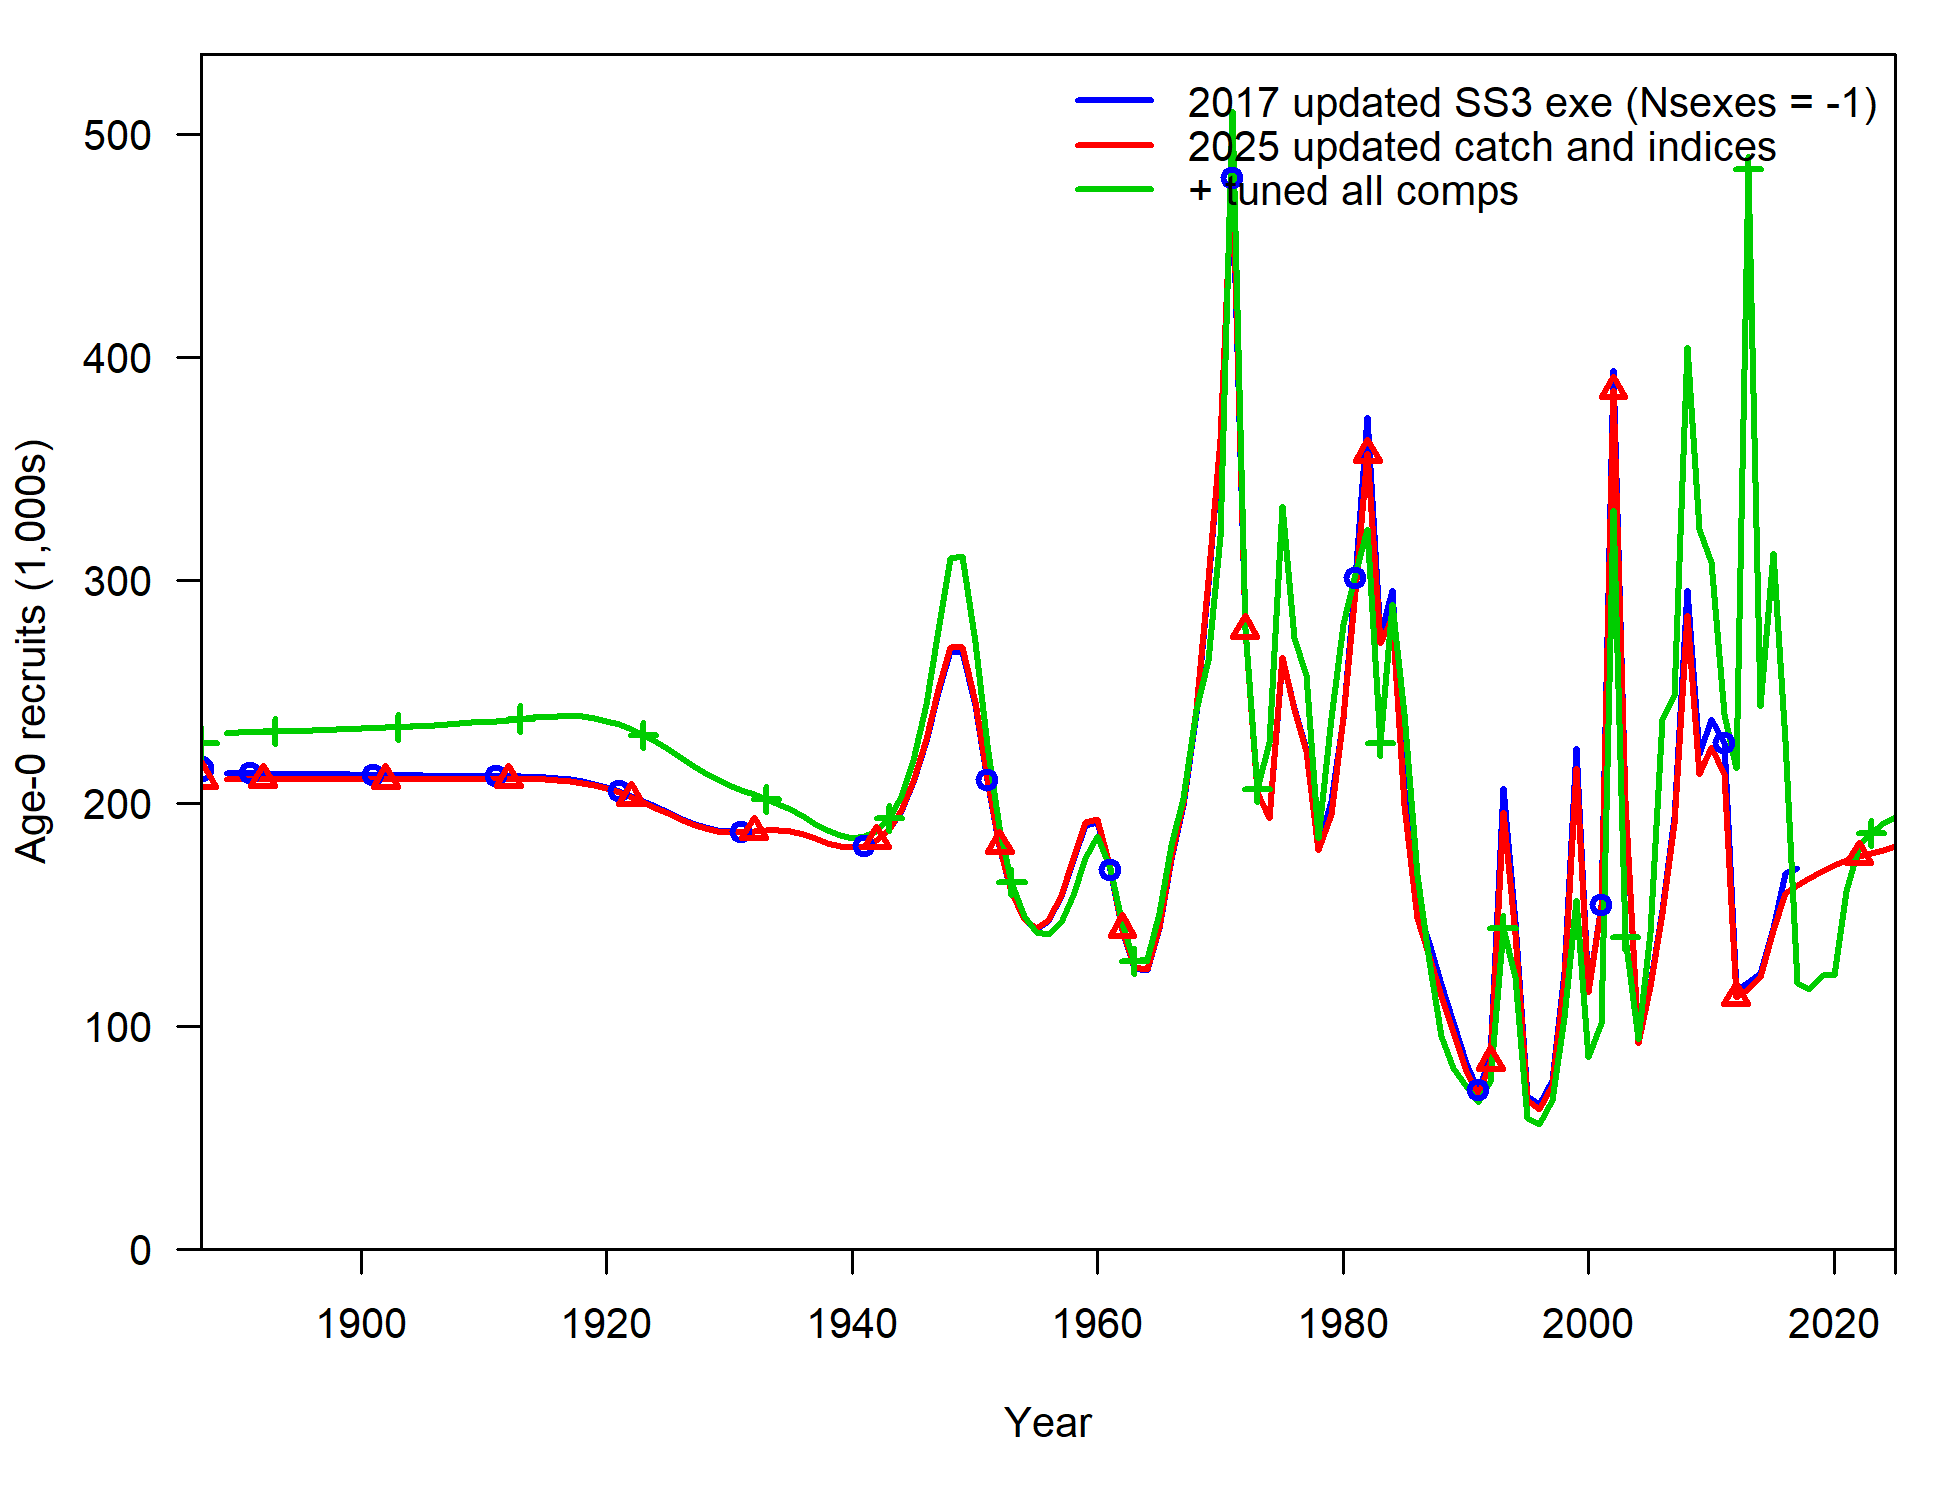 2017 updated SS3 exe (Nsexes = -1)
2025 updated catch and indices
+ tuned all comps
Age-0 recruits (1,000s)
500
400
300
200
100
0
1900 1920 1940 1960 1980 2000 2020
Year